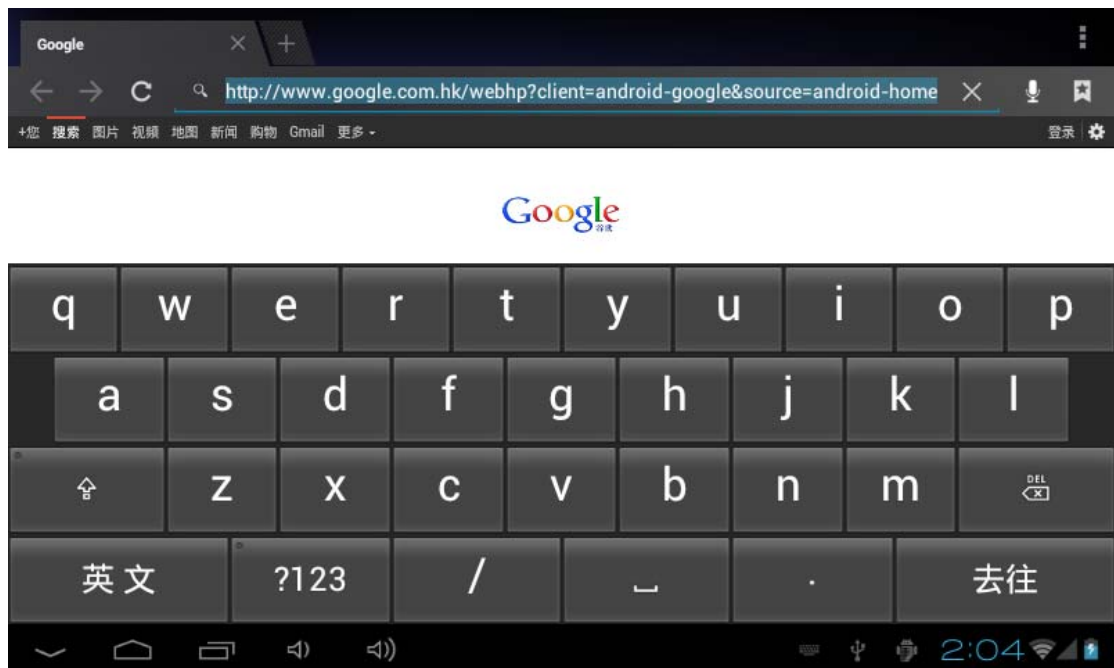 Google
http://www.google.com.hk/webhp?client=android-google&source=android-home
+您 搜索 图片 视频 地图 新闻 购物 Gmail 更多 登录
Google
谷歌
q w e r t y u i o p
a s d f g h j k l
z x c v b n m DEL
英文 ?123 / . 去往
2:04